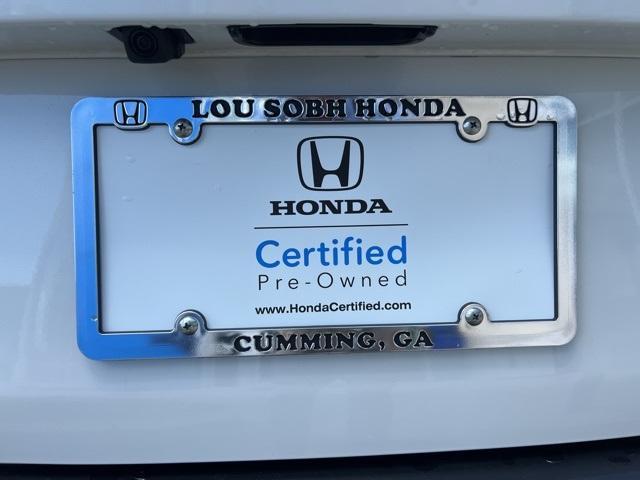 LOU SOBH HONDA
HONDA
Certified
Pre-Owned
www.HondaCertified.com
CUMMING, GA